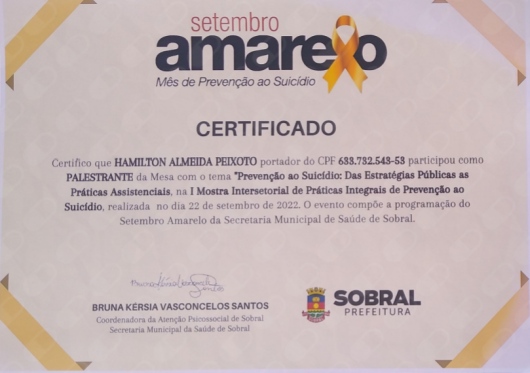 setembro
amarelo
Mês de Prevenção ao Suicídio
CERTIFICADO
Certifico que HAMILTON ALMEIDA PEIXOTO portador do CPF 633.732.543-53 participou como
PALESTRANTE da Mesa com o tema "Prevenção ao Suicídio: Das Estratégias Públicas as
Práticas Assistenciais, na I Mostra Intersetorial de Práticas Integrais de Prevenção ao
Suicídio, realizada no dia 22 de setembro de 2022. O evento compõe a programação do
Setembro Amarelo da Secretaria Municipal de Saúde de Sobral.
BRUNA KÉRSIA VASCONCELOS SANTOS
Coordenadora da Atenção Psicossocial de Sobral
Secretaria Municipal da Saúde de Sobral
SOBRAL
PREFEITURA